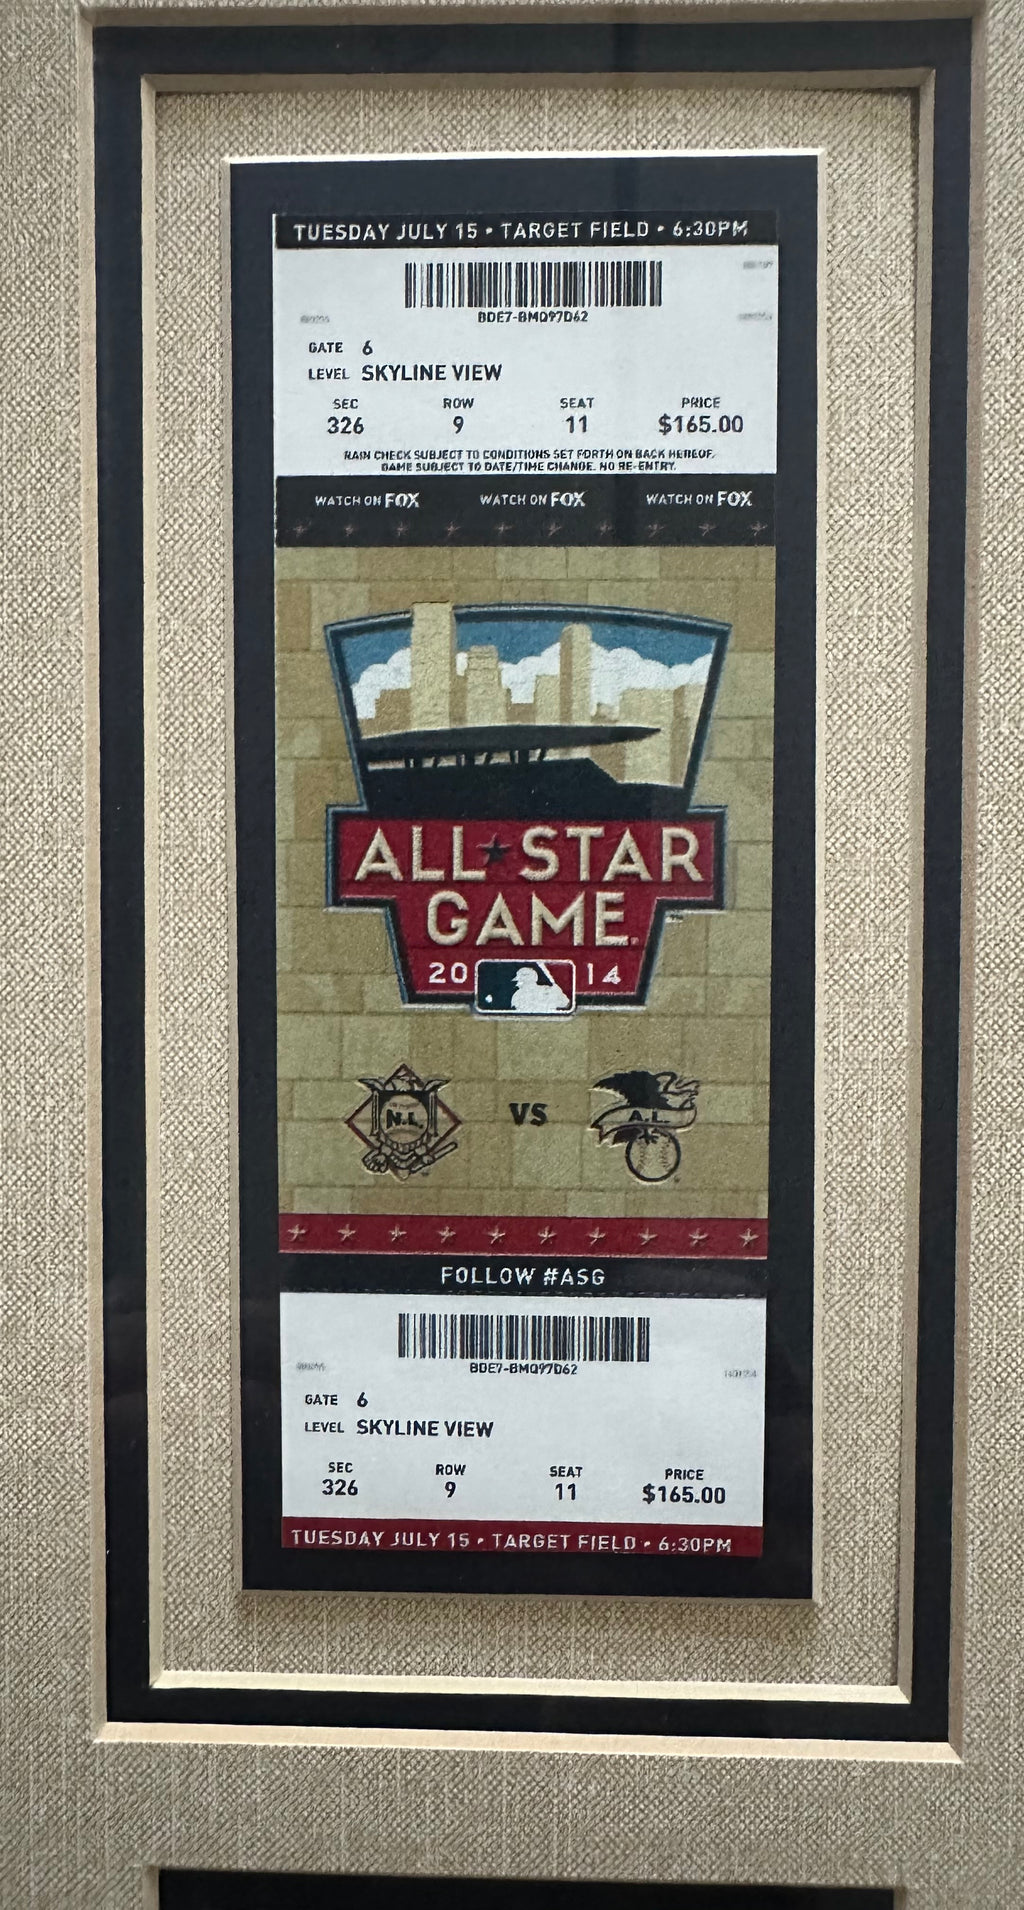 TUESDAY JULY 15 • TARGET FIELD • 6:30PM
BDE7-BMQ97D62
GATE 6
LEVEL SKYLINE VIEW
SEC ROW SEAT PRICE
326 9 11 $165.00
RAIN CHECK SUBJECT TO CONDITIONS SET FORTH ON BACK HEREOF.
GAME SUBJECT TO DATE/TIME CHANGE. NO RE-ENTRY.
WATCH ON FOX WATCH ON FOX WATCH ON FOX
ALL★STAR
GAME
20 14
N.L. VS A.L.
FOLLOW #ASG
BDE7-BMQ97D62
GATE 6
LEVEL SKYLINE VIEW
SEC ROW SEAT PRICE
326 9 11 $165.00
TUESDAY JULY 15 • TARGET FIELD • 6:30PM